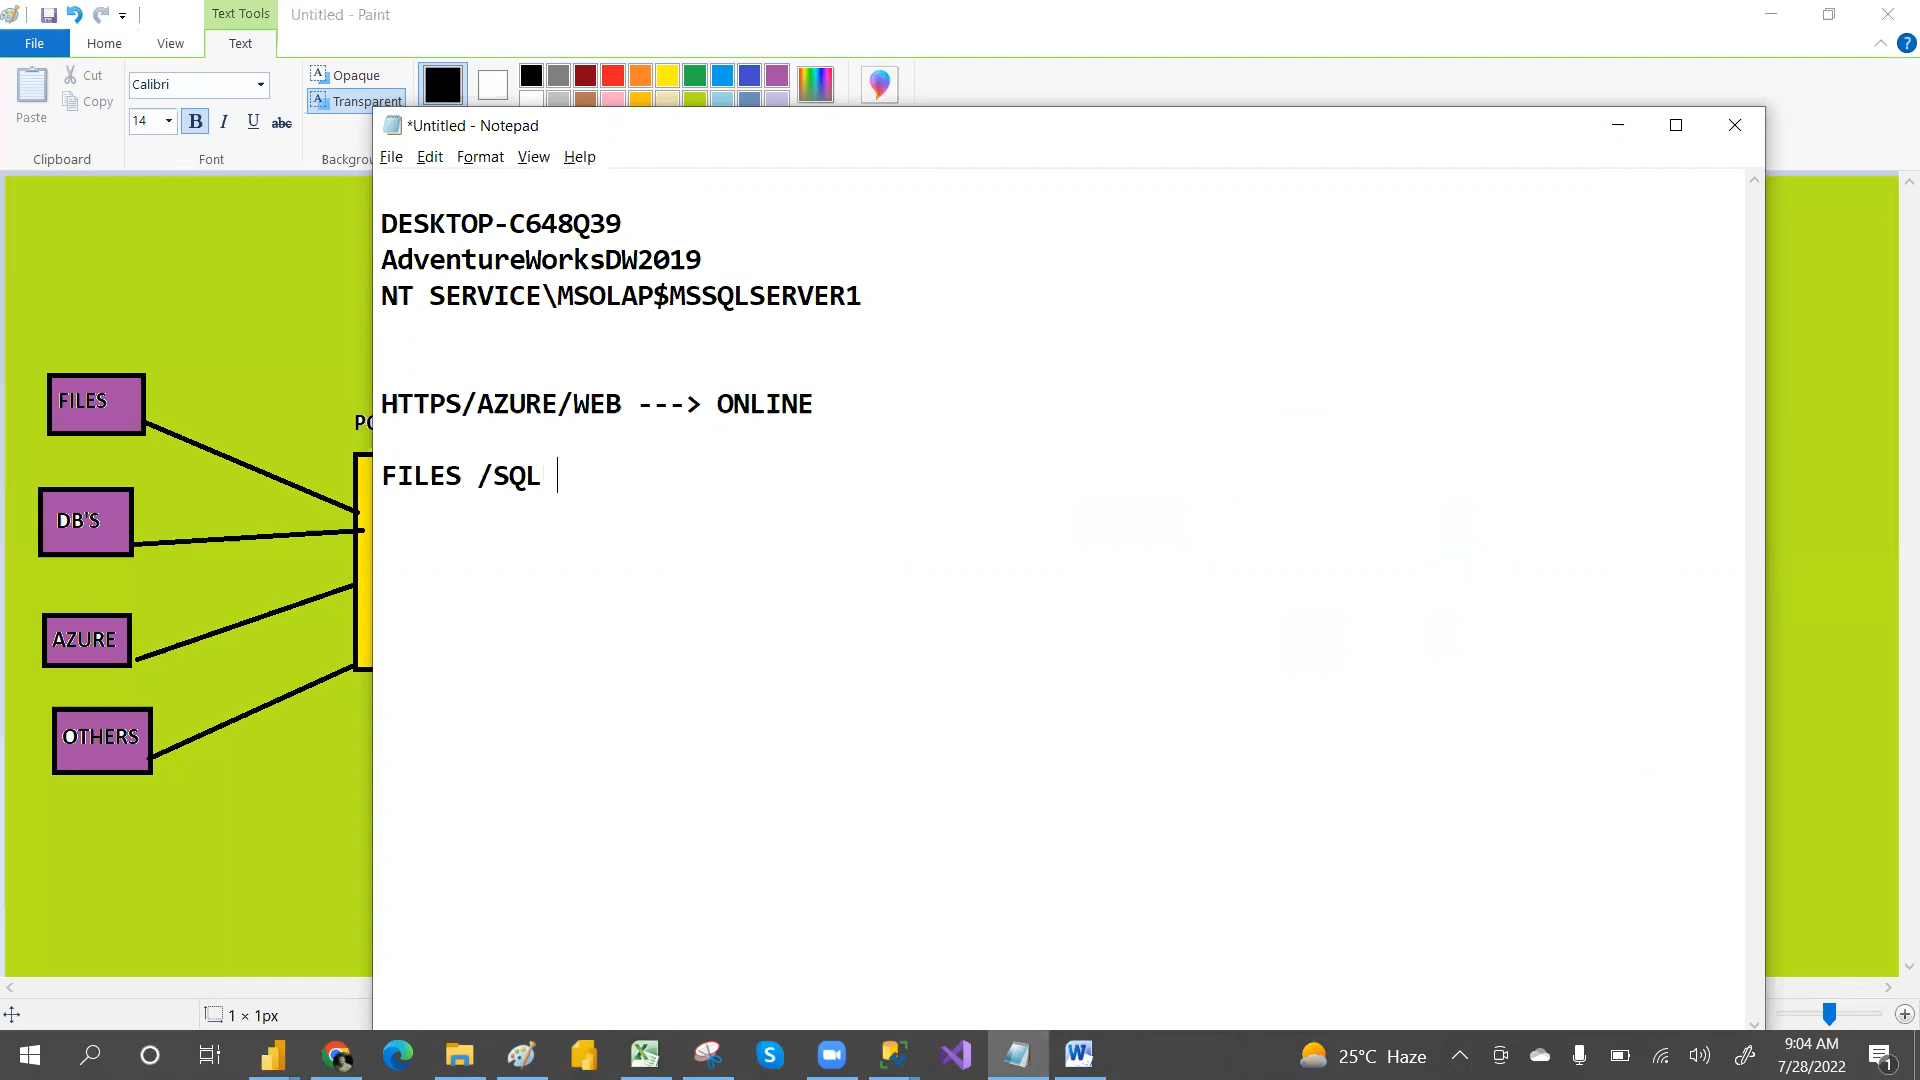 Text Tools
Untitled - Paint
File
Home
View
Text
Paste
Cut
Copy
Clipboard
Calibri
14
B
I
U
abc
Font
Opaque
Transparent
*Untitled - Notepad
File
Edit
Format
View
Help
DESKTOP-C648Q39
AdventureWorksDW2019
NT SERVICE\MSOLAP$MSSQLSERVER1
HTTPS/AZURE/WEB ---> ONLINE
FILES /SQL
FILES
DB'S
AZURE
OTHERS
1 × 1px
25°C Haze
9:04 AM
7/28/2022
1